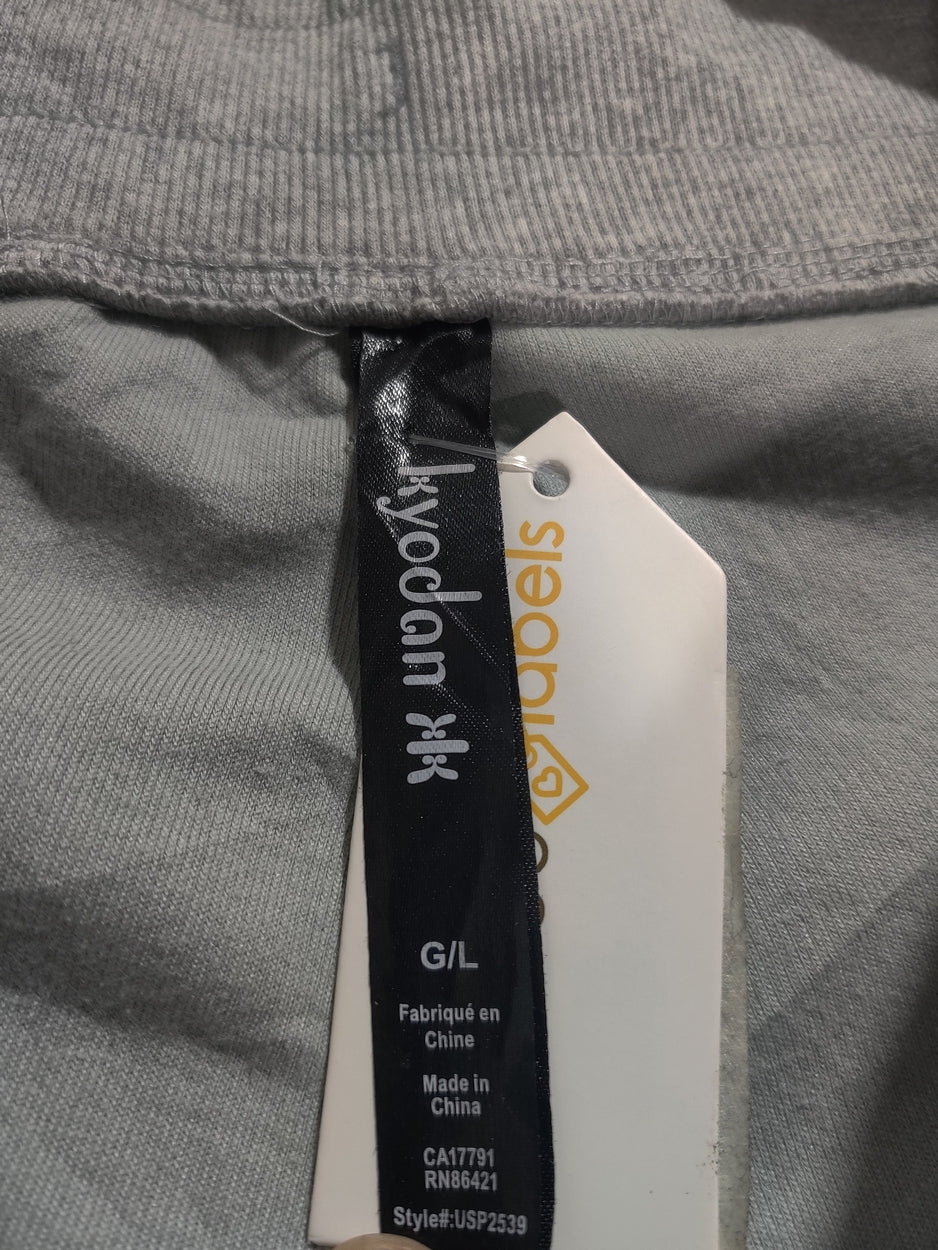 kyodan
G/L
Fabriqué en
Chine
Made in
China
CA17791
RN86421
Style#:USP2539
labels